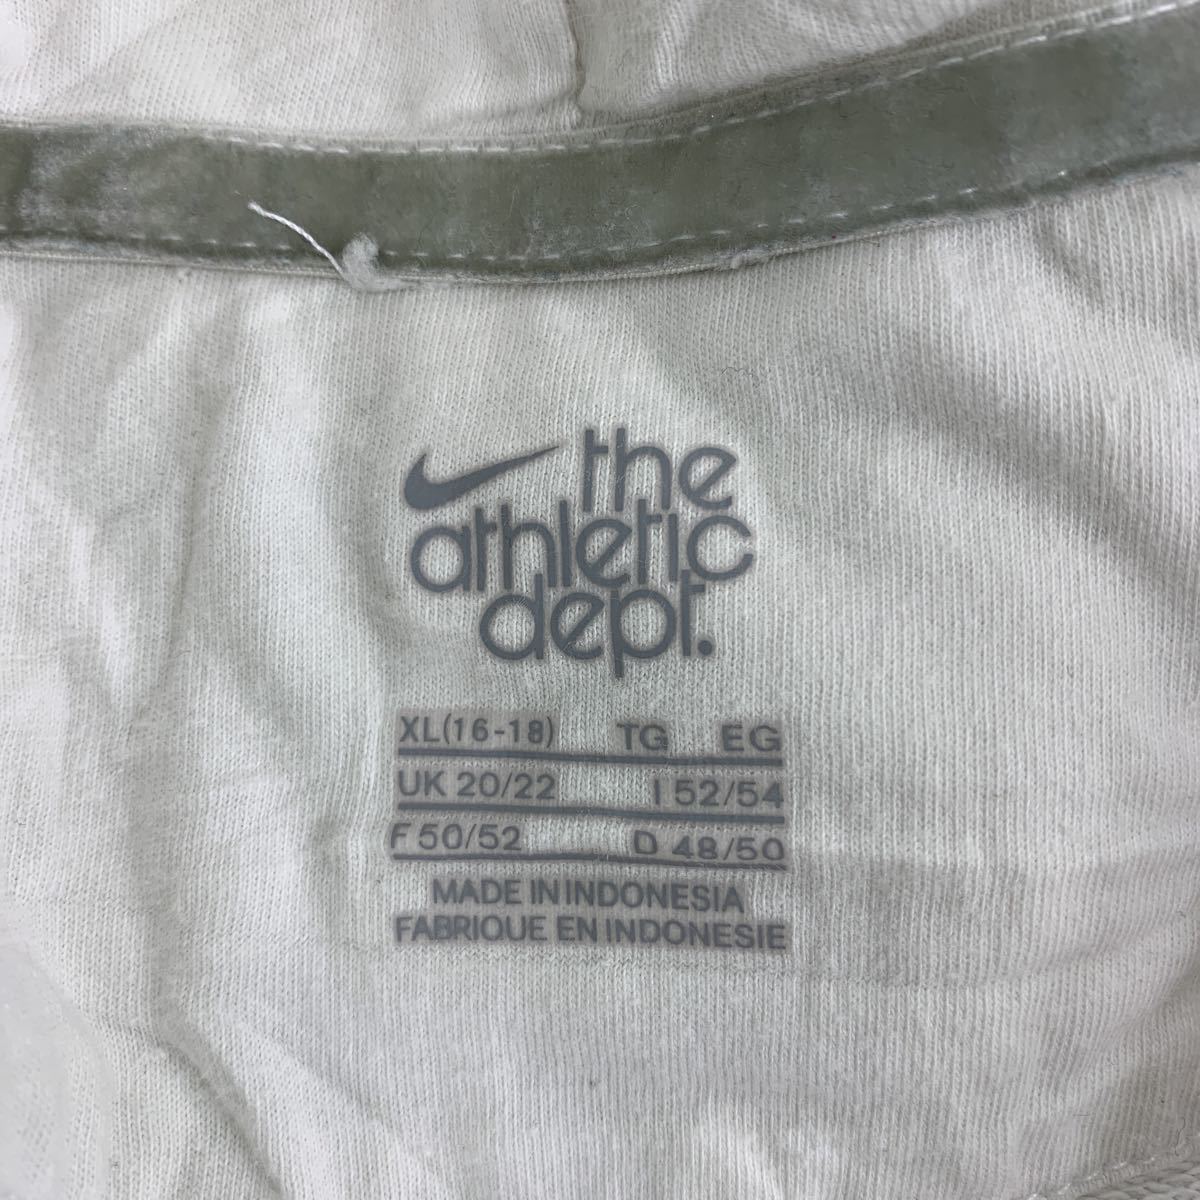 the
athletic
dept.
XL(16-18) TG EG
UK 20/22 I 52/54
F 50/52 D 48/50
MADE IN INDONESIA
FABRIQUE EN INDONESIE